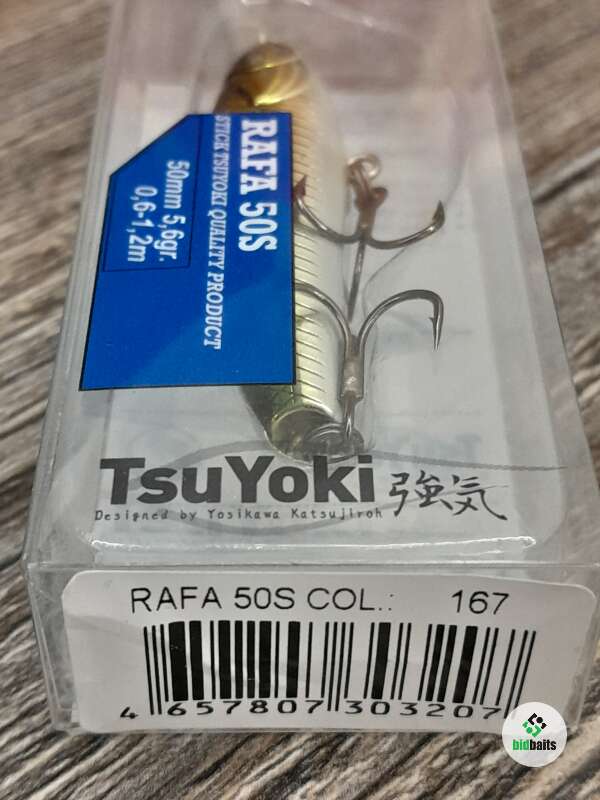 RAFA 50S
STICK TSUYOKI QUALITY PRODUCT
50mm 5,6gr.
0,6-1,2m
TsuYoki 強気
Designed by Yosikawa Katsujiroh
RAFA 50S COL.: 167
4 657807 303207
bidbaits